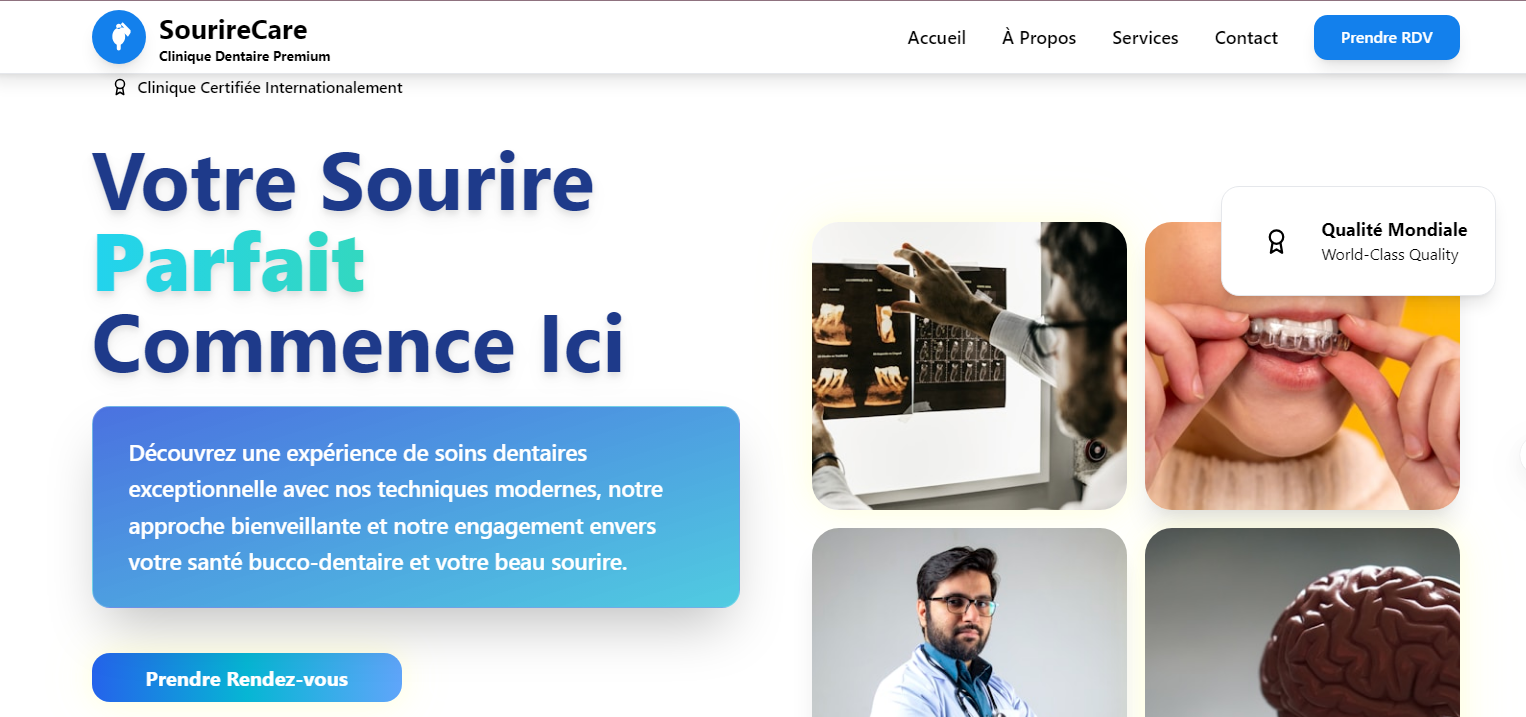 SourireCare
Clinique Dentaire Premium
Accueil
À Propos
Services
Contact
Prendre RDV
Clinique Certifiée Internationalement
Votre Sourire
Parfait
Commence Ici
Qualité Mondiale
World-Class Quality
Découvrez une expérience de soins dentaires
exceptionnelle avec nos techniques modernes, notre
approche bienveillante et notre engagement envers
votre santé bucco-dentaire et votre beau sourire.
Prendre Rendez-vous